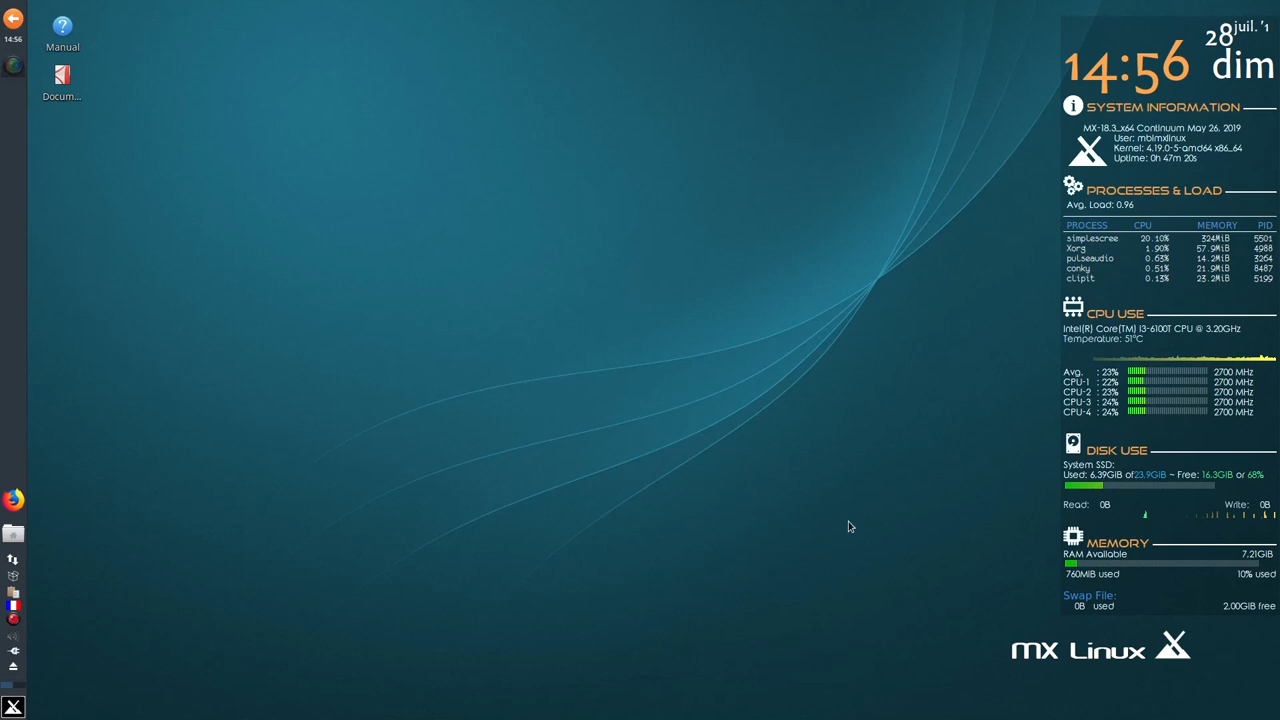 14:56
?
Manual
Docum...
28
juil. '1
14:56
dim
i
SYSTEM INFORMATION
MX-18.3_x64 Continuum May 26, 2019
User: mblmxlinux
Kernel: 4.19.0-5-amd64 x86_64
Uptime: 0h 47m 20s
PROCESSES & LOAD
Avg. Load: 0.96
PROCESS CPU MEMORY PID
simplescree 20.10% 324MiB 5501
Xorg 1.90% 57.9MiB 4988
pulseaudio 0.63% 14.2MiB 3264
conky 0.51% 21.9MiB 8487
clipit 0.13% 23.2MiB 5199
CPU USE
Intel(R) Core(TM) i3-6100T CPU @ 3.20GHz
Temperature: 51°C
Avg. : 23% 2700 MHz
CPU-1 : 22% 2700 MHz
CPU-2 : 23% 2700 MHz
CPU-3 : 24% 2700 MHz
CPU-4 : 24% 2700 MHz
DISK USE
System SSD:
Used: 6.39GiB of23.9GiB ~ Free: 16.3GiB or 68%
Read: 0B Write: 0B
MEMORY
RAM Available 7.21GiB
760MiB used 10% used
Swap File:
0B used 2.00GiB free
MX Linux